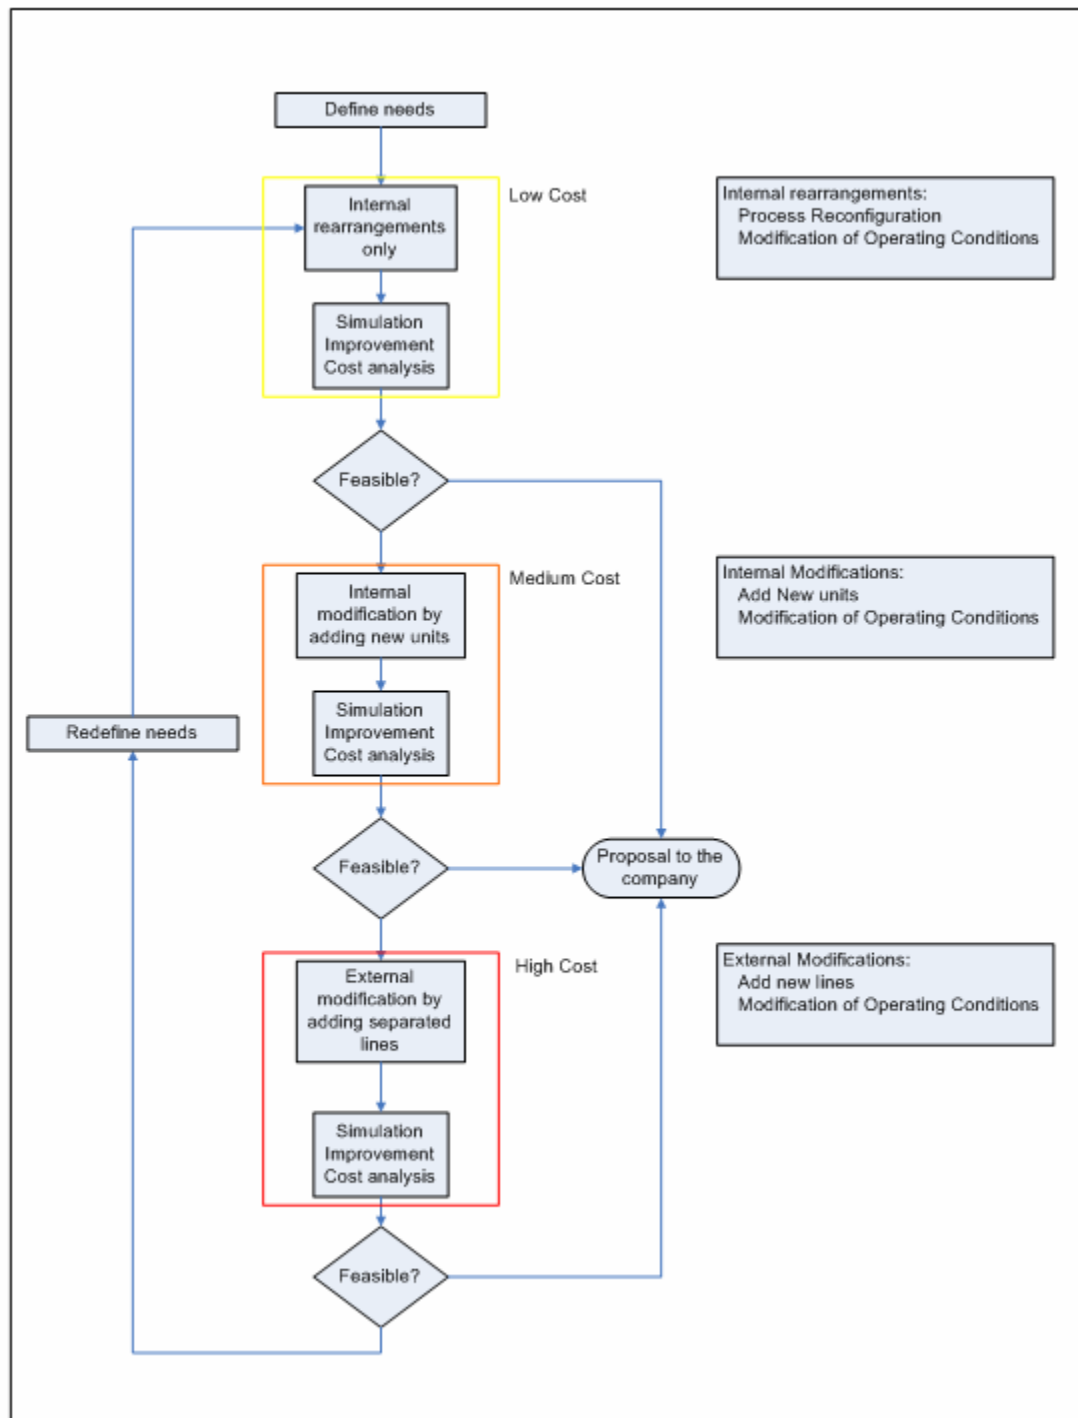 Define needs
Low Cost
Internal
rearrangements
only
Internal rearrangements:
Process Reconfiguration
Modification of Operating Conditions
Simulation
Improvement
Cost analysis
Feasible?
Medium Cost
Internal
modification by
adding new units
Internal Modifications:
Add New units
Modification of Operating Conditions
Simulation
Improvement
Cost analysis
Redefine needs
Feasible?
Proposal to the
company
High Cost
External
modification by
adding separated
lines
External Modifications:
Add new lines
Modification of Operating Conditions
Simulation
Improvement
Cost analysis
Feasible?